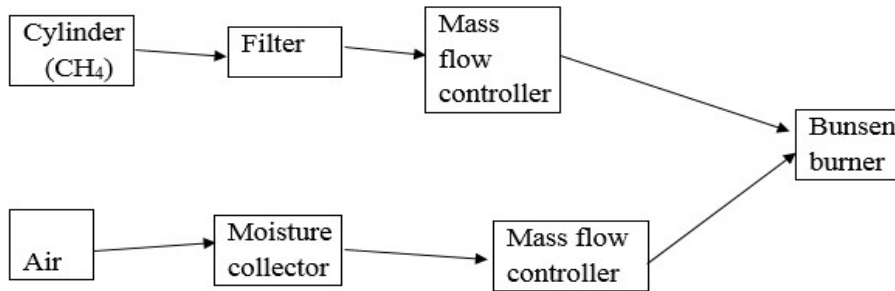 Cylinder
(CH₄)
Filter
Mass
flow
controller
Bunsen
burner
Air
Moisture
collector
Mass flow
controller